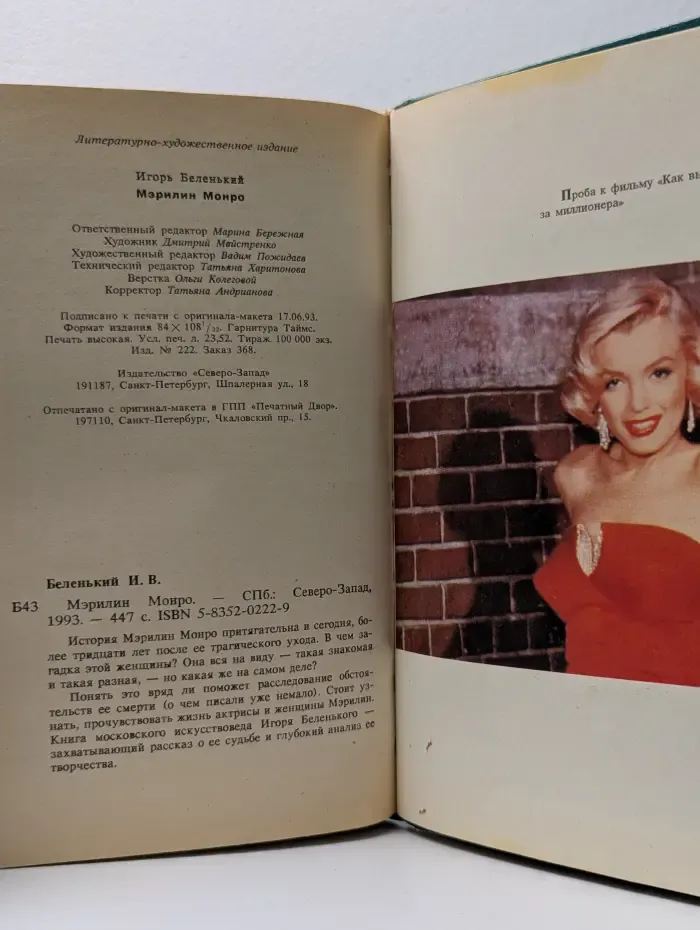 Литературно-художественное издание
Игорь Беленький
Мэрилин Монро
Ответственный редактор Марина Бережная
Художник Дмитрий Майстренко
Художественный редактор Вадим Пожидаев
Технический редактор Татьяна Харитонова
Верстка Ольги Колеговой
Корректор Татьяна Андрианова
Подписано к печати с оригинала-макета 17.06.93.
Формат издания 84 × 108¹/₃₂. Гарнитура Таймс.
Печать высокая. Усл. печ. л. 23,52. Тираж 100 000 экз.
Изд. № 222. Заказ 368.
Издательство «Северо-Запад»
191187, Санкт-Петербург, Шпалерная ул., 18
Отпечатано с оригинал-макета в ГПП «Печатный Двор».
197110, Санкт-Петербург, Чкаловский пр., 15.
Беленький И. В.
Б43 Мэрилин Монро. — СПб.: Северо-Запад,
1993. — 447 с. ISBN 5-8352-0222-9
История Мэрилин Монро притягательна и сегодня, бо-
лее тридцати лет после ее трагического ухода. В чем за-
гадка этой женщины? Она вся на виду — такая знакомая
и такая разная, — но какая же на самом деле?
Понять это вряд ли поможет расследование обстоя-
тельств ее смерти (о чем писали уже немало). Стоит уз-
нать, прочувствовать жизнь актрисы и женщины Мэрилин.
Книга московского искусствоведа Игоря Беленького —
захватывающий рассказ о ее судьбе и глубокий анализ ее
творчества.
Проба к фильму «Как вы
за миллионера»